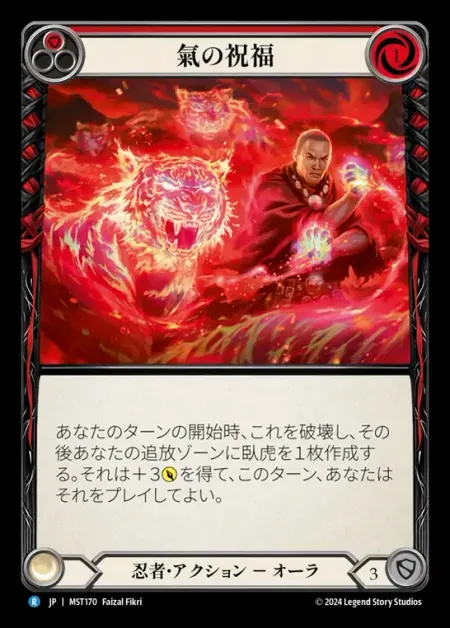 氣の祝福
1
あなたのターンの開始時、これを破壊し、その
後あなたの追放ゾーンに臥虎を1枚作成す
る。それは+3を得て、このターン、あなたは
それをプレイしてよい。
忍者・アクション ー オーラ
3
R JP | MST170 Faizal Fikri
© 2024 Legend Story Studios